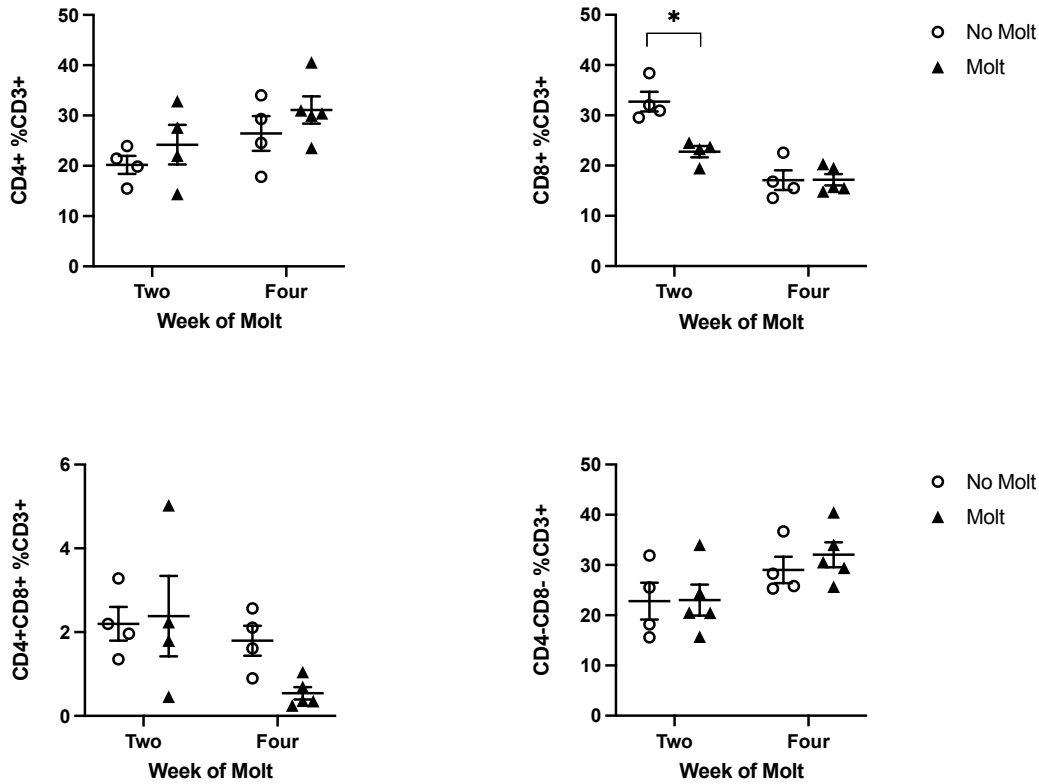 CD4+ %CD3+
50
40
30
20
10
0
Two Four
Week of Molt
CD8+ %CD3+
50
40
30
20
10
0
*
Two Four
Week of Molt
No Molt
Molt
CD4+CD8+ %CD3+
6
4
2
0
Two Four
Week of Molt
CD4-CD8- %CD3+
50
40
30
20
10
0
Two Four
Week of Molt
No Molt
Molt